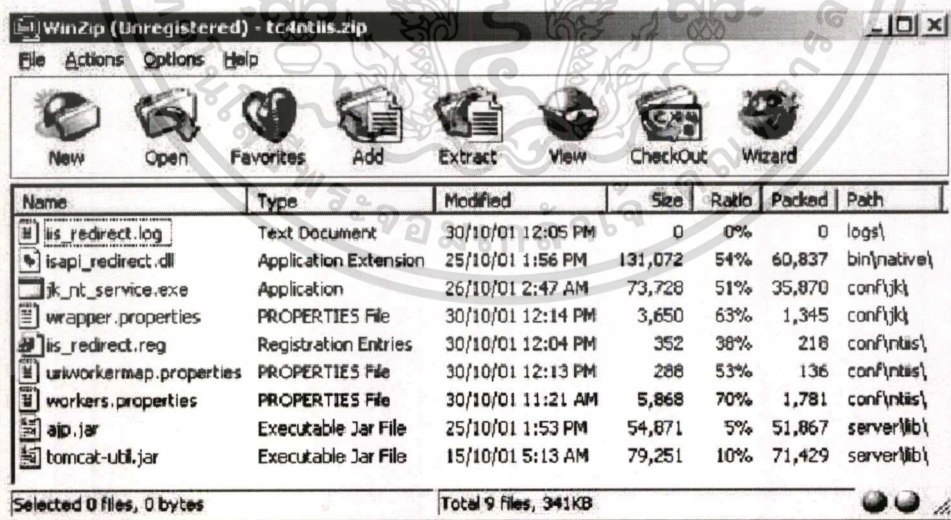 WinZip (Unregistered) - tc4ntiis.zip
File Actions Options Help
New Open Favorites Add Extract View CheckOut Wizard
Name Type Modified Size Ratio Packed Path
iis_redirect.log Text Document 30/10/01 12:05 PM 0 0% 0 logs\
isapi_redirect.dll Application Extension 25/10/01 1:56 PM 131,072 54% 60,837 bin\native\
jk_nt_service.exe Application 26/10/01 2:47 AM 73,728 51% 35,870 conf\jk\
wrapper.properties PROPERTIES File 30/10/01 12:14 PM 3,650 63% 1,345 conf\jk\
iis_redirect.reg Registration Entries 30/10/01 12:04 PM 352 38% 218 conf\ntiis\
uriworkermap.properties PROPERTIES File 30/10/01 12:13 PM 288 53% 136 conf\ntiis\
workers.properties PROPERTIES File 30/10/01 11:21 AM 5,868 70% 1,781 conf\ntiis\
ajp.jar Executable Jar File 25/10/01 1:53 PM 54,871 5% 51,867 server\lib\
tomcat-util.jar Executable Jar File 15/10/01 5:13 AM 79,251 10% 71,429 server\lib\
Selected 0 files, 0 bytes Total 9 files, 341KB